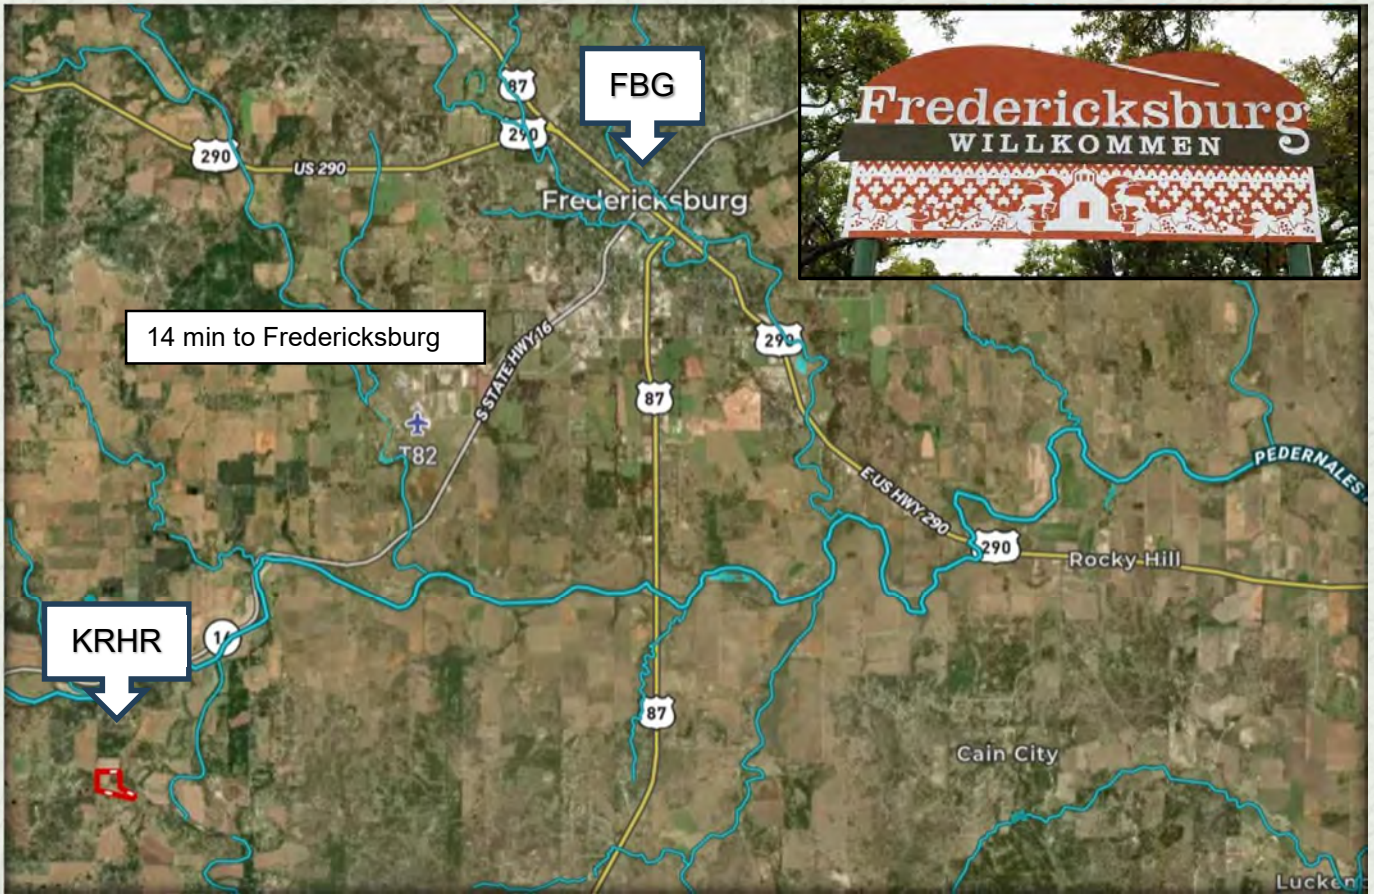 87
290
FBG
Fredericksburg
WILLKOMMEN
290
US 290
Fredericksburg
14 min to Fredericksburg
S STATE HWY 16
290
87
T82
PEDERNALES
E US HWY 290
290
Rocky Hill
KRHR
87
Cain City